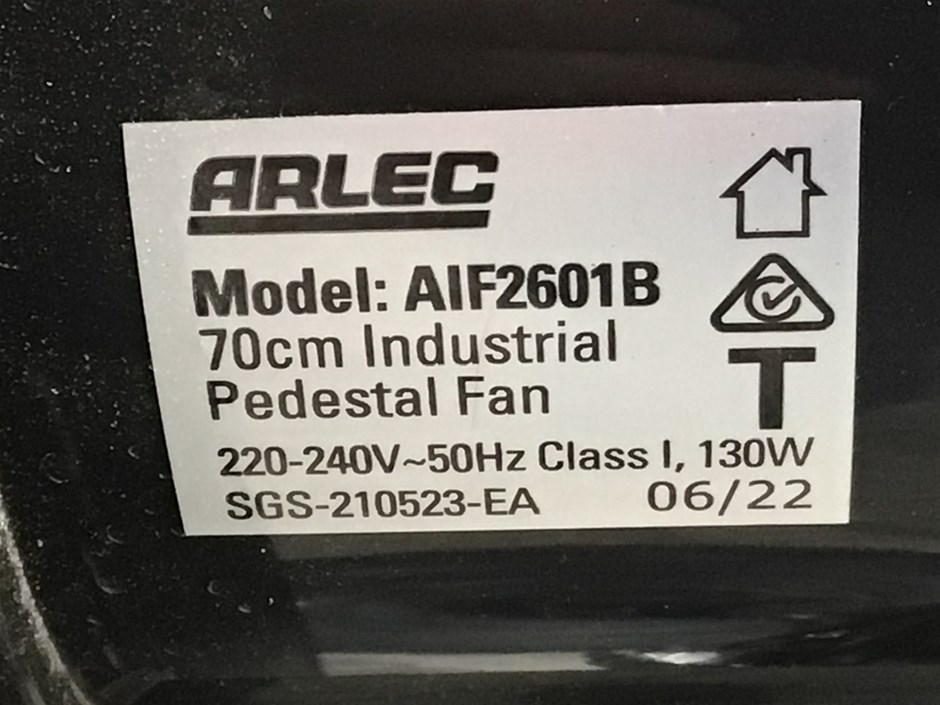 ARLEC
Model: AIF2601B
70cm Industrial
Pedestal Fan
T
220-240V~50Hz Class I, 130W
SGS-210523-EA 06/22